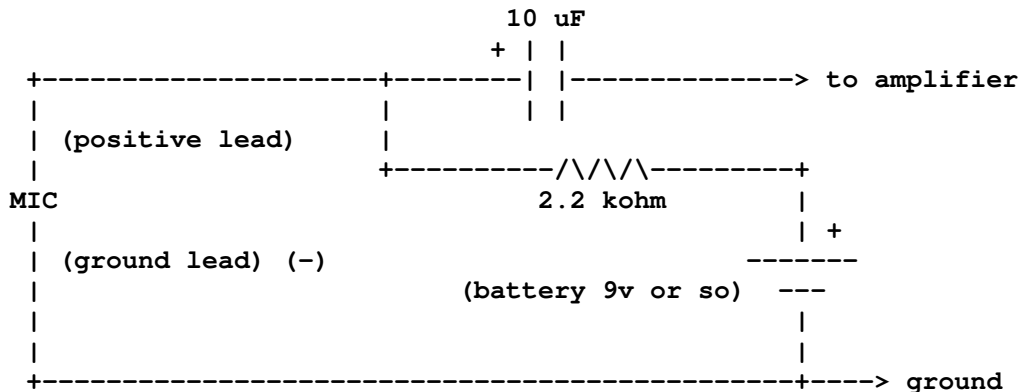 10 uF
+
to amplifier
(positive lead)
MIC
2.2 kohm
+
(ground lead) (-)
(battery 9v or so)
ground